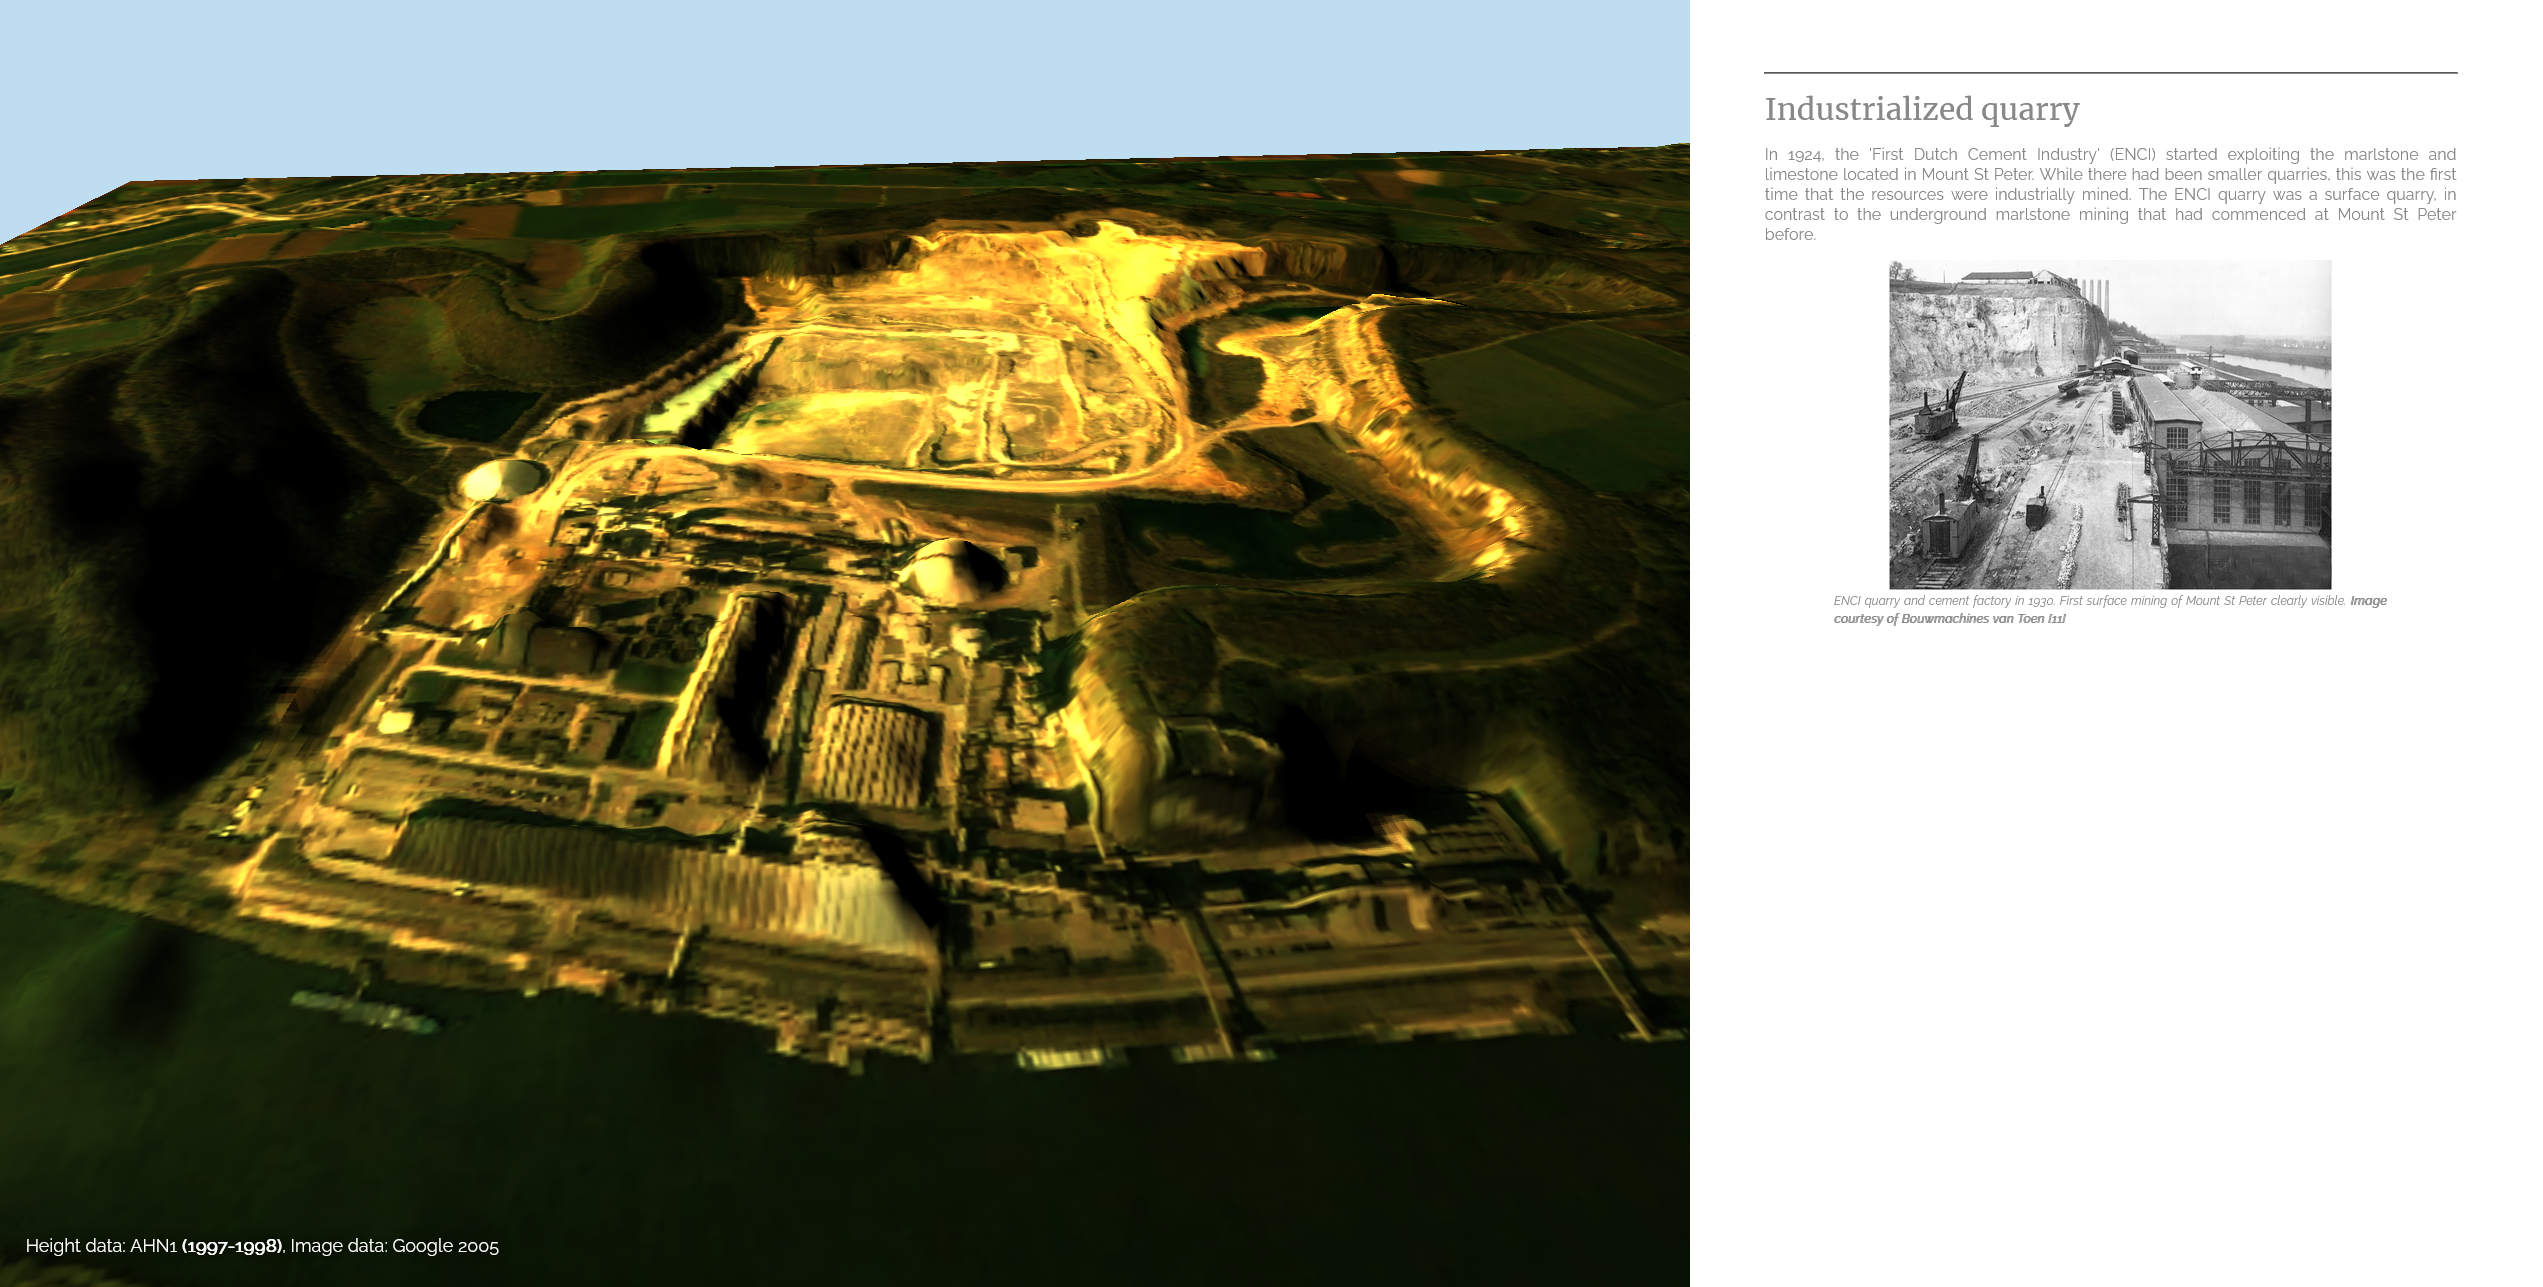 Industrialized quarry
In 1924, the 'First Dutch Cement Industry' (ENCI) started exploiting the marlstone and
limestone located in Mount St Peter. While there had been smaller quarries, this was the first
time that the resources were industrially mined. The ENCI quarry was a surface quarry, in
contrast to the underground marlstone mining that had commenced at Mount St Peter
before.
ENCI quarry and cement factory in 1930. First surface mining of Mount St Peter clearly visible. Image
courtesy of Bouwmachines van Toen [11]
Height data: AHN1 (1997-1998), Image data: Google 2005